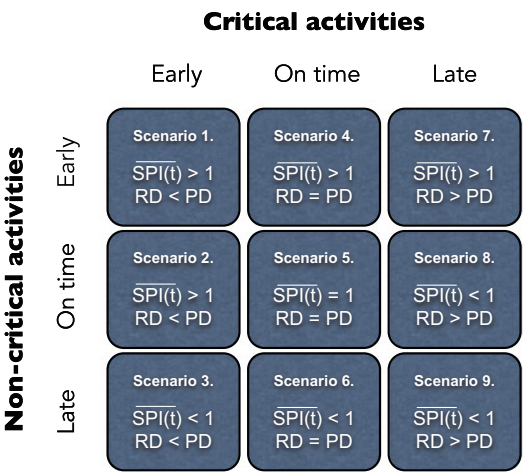 Critical activities
Early On time Late
Non-critical activities
Early
Scenario 1. Scenario 4. Scenario 7.
SPI(t) > 1 SPI(t) > 1 SPI(t) > 1
RD < PD RD = PD RD > PD
On time
Scenario 2. Scenario 5. Scenario 8.
SPI(t) > 1 SPI(t) = 1 SPI(t) < 1
RD < PD RD = PD RD > PD
Late
Scenario 3. Scenario 6. Scenario 9.
SPI(t) < 1 SPI(t) < 1 SPI(t) < 1
RD < PD RD = PD RD > PD